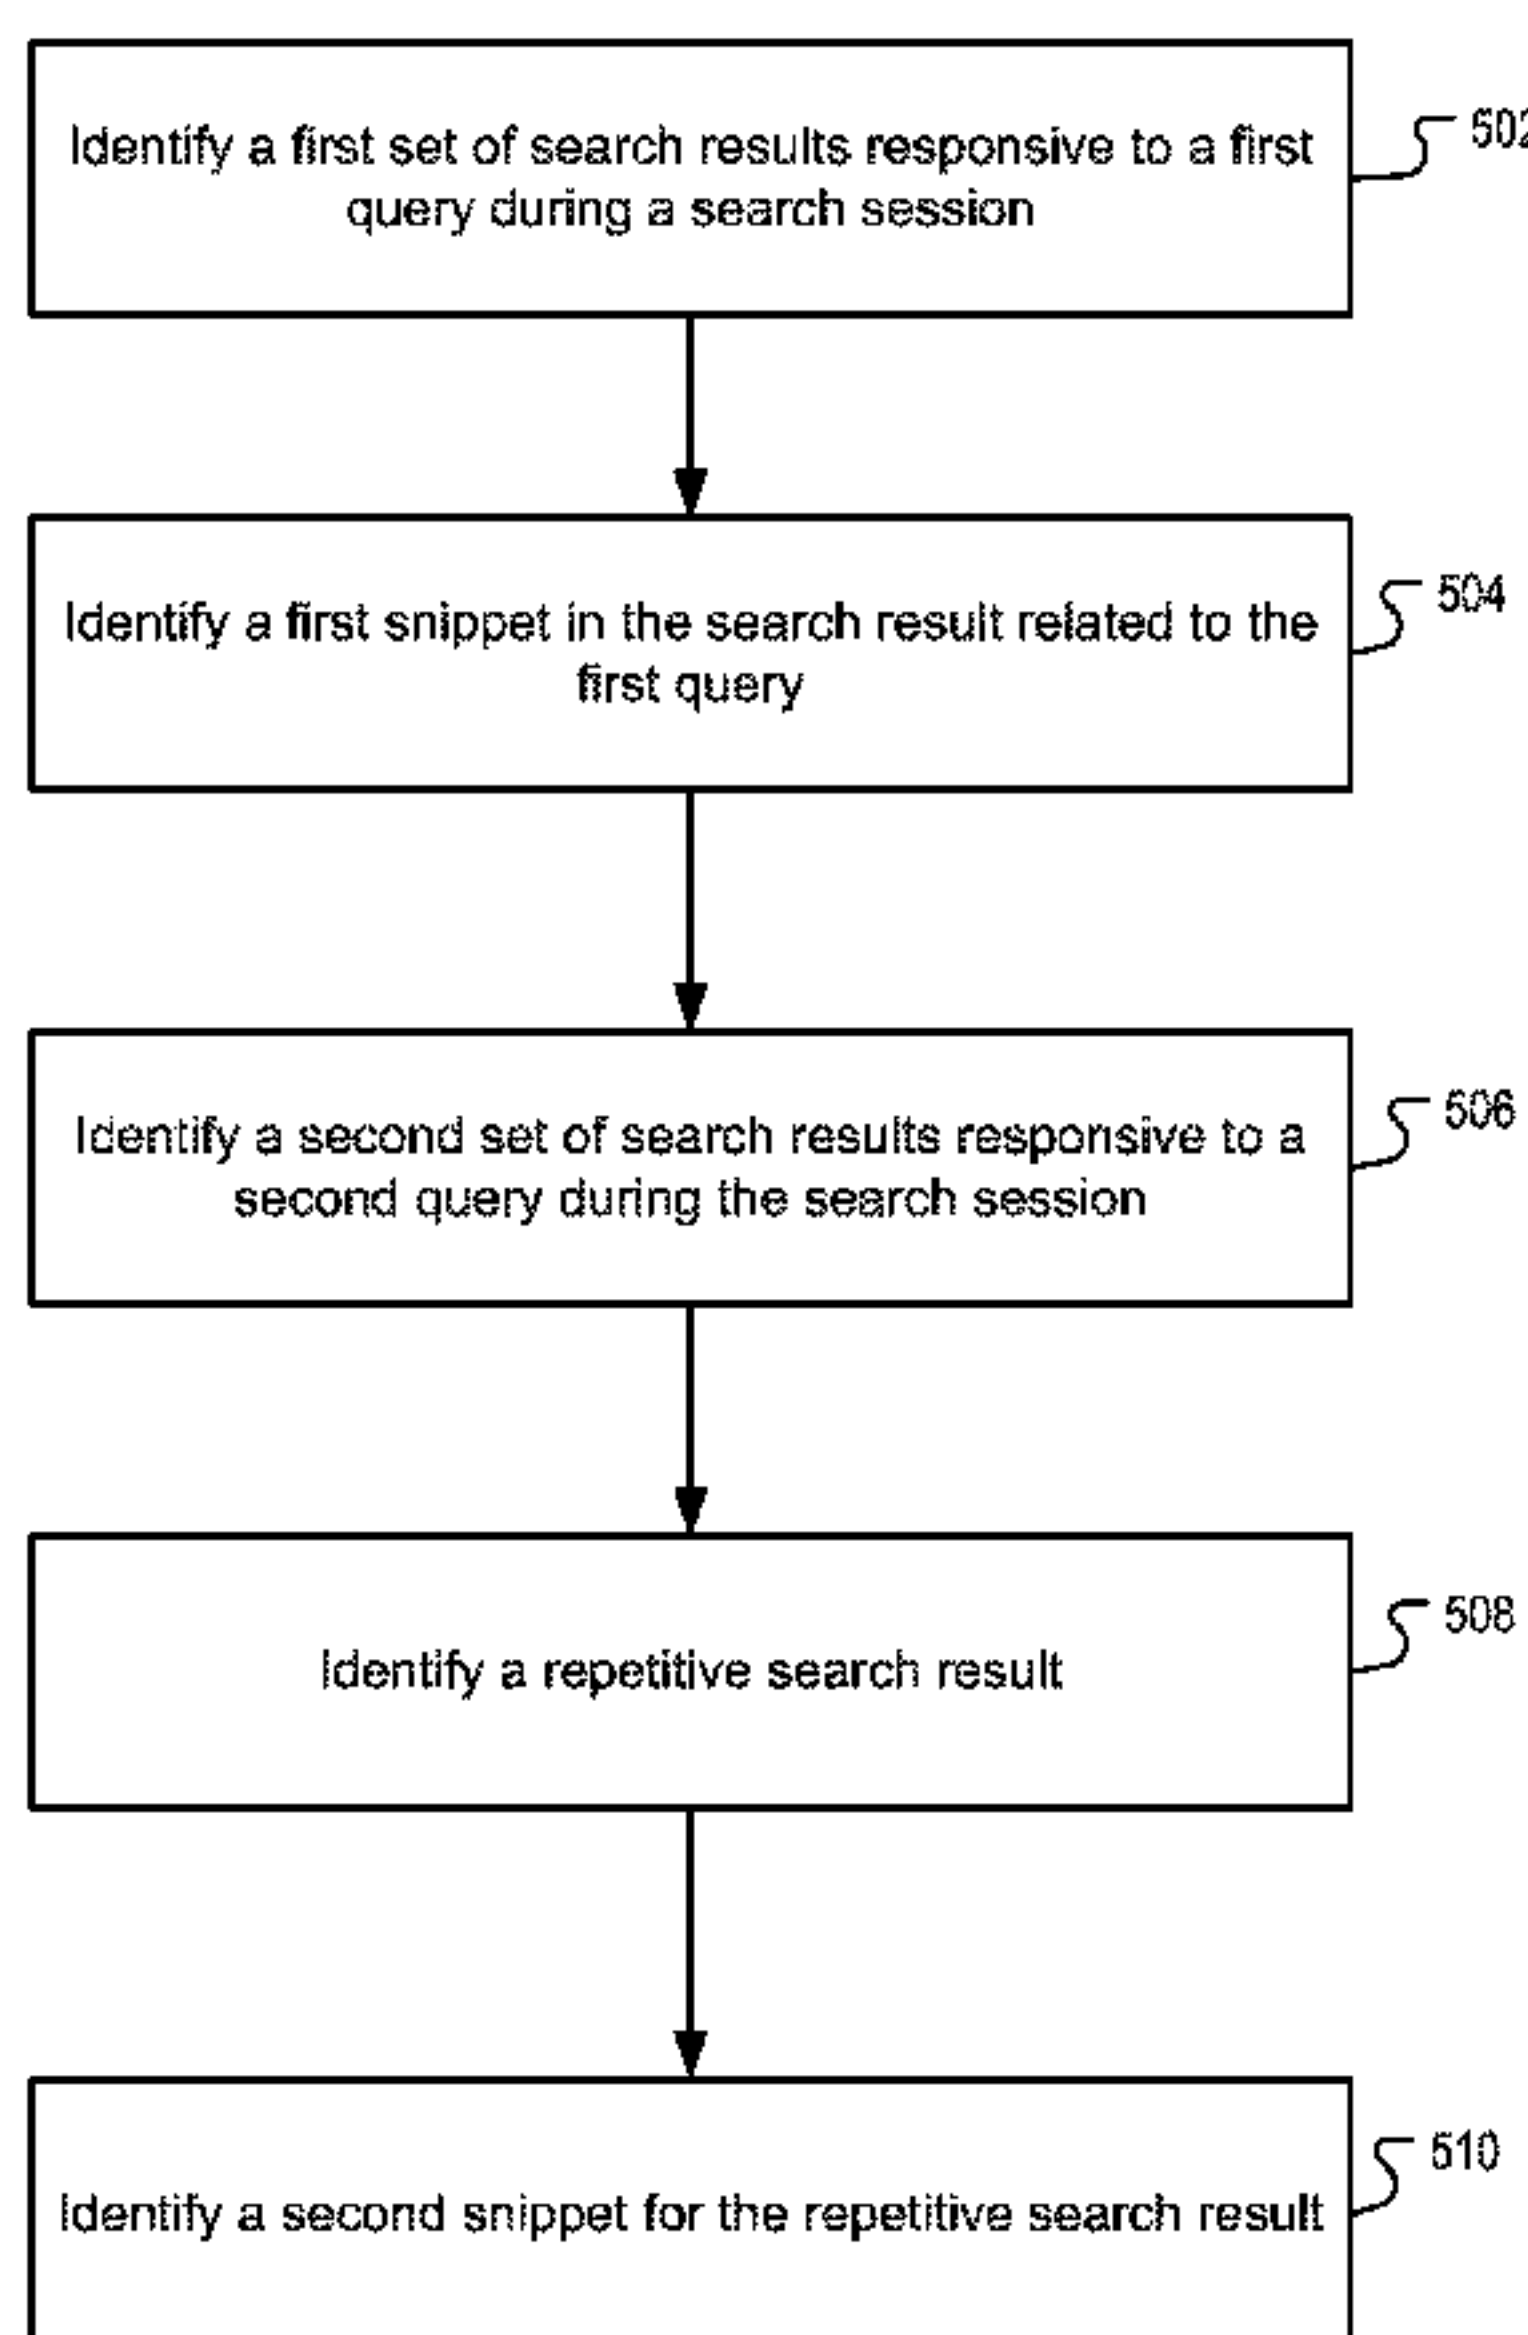 Identify a first set of search results responsive to a first
query during a search session
502
Identify a first snippet in the search result related to the
first query
504
Identify a second set of search results responsive to a
second query during the search session
506
Identify a repetitive search result
508
Identify a second snippet for the repetitive search result
510